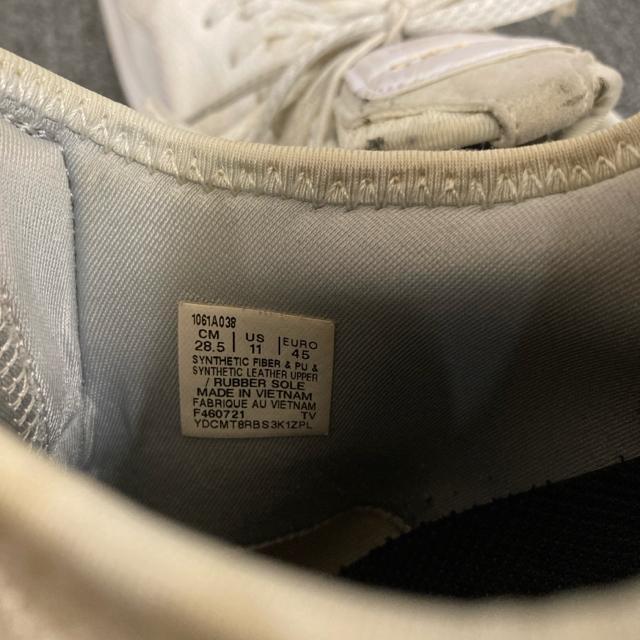 1061A038
CM | US | EURO
28.5 | 11 | 45
SYNTHETIC FIBER & PU &
SYNTHETIC LEATHER UPPER
/ RUBBER SOLE
MADE IN VIETNAM
FABRIQUE AU VIETNAM
F460721 TV
YDCMT8RBS3K1ZPL